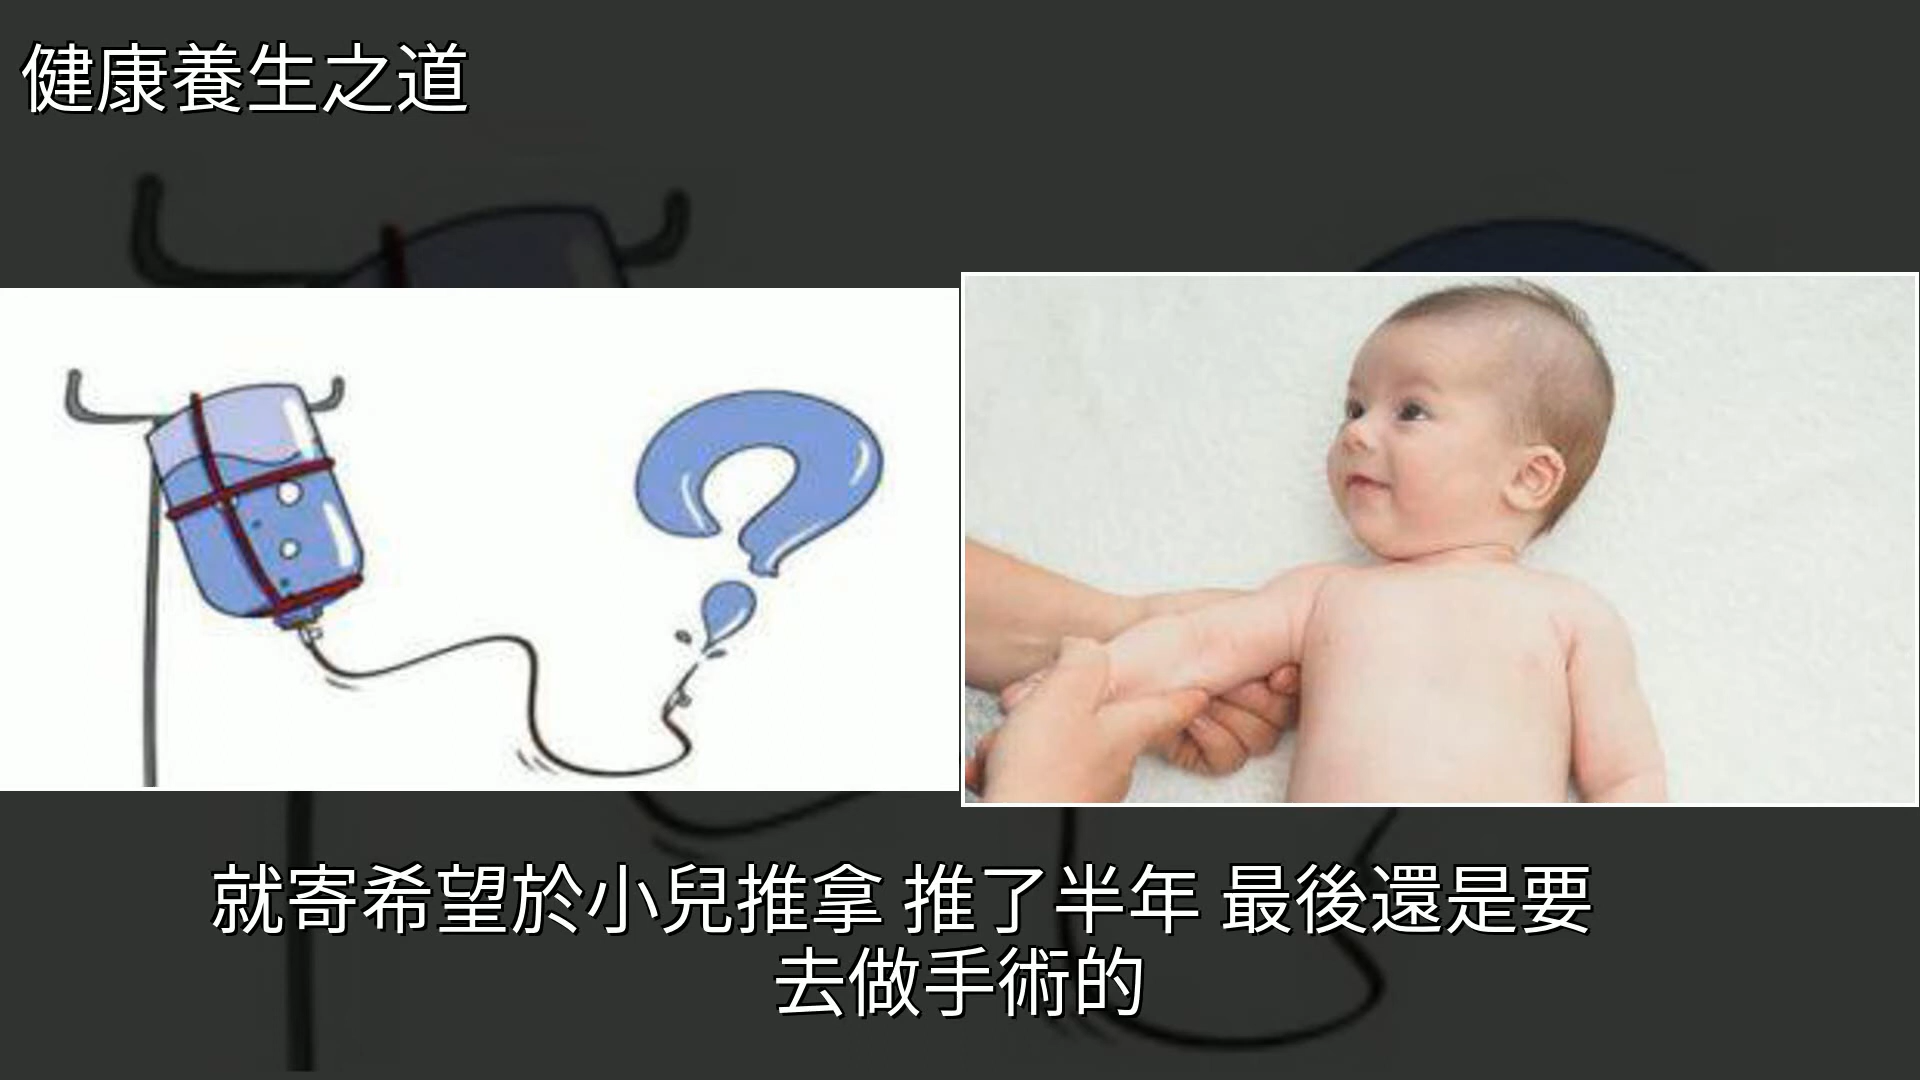 健康養生之道
就寄希望於小兒推拿 推了半年 最後還是要
去做手術的